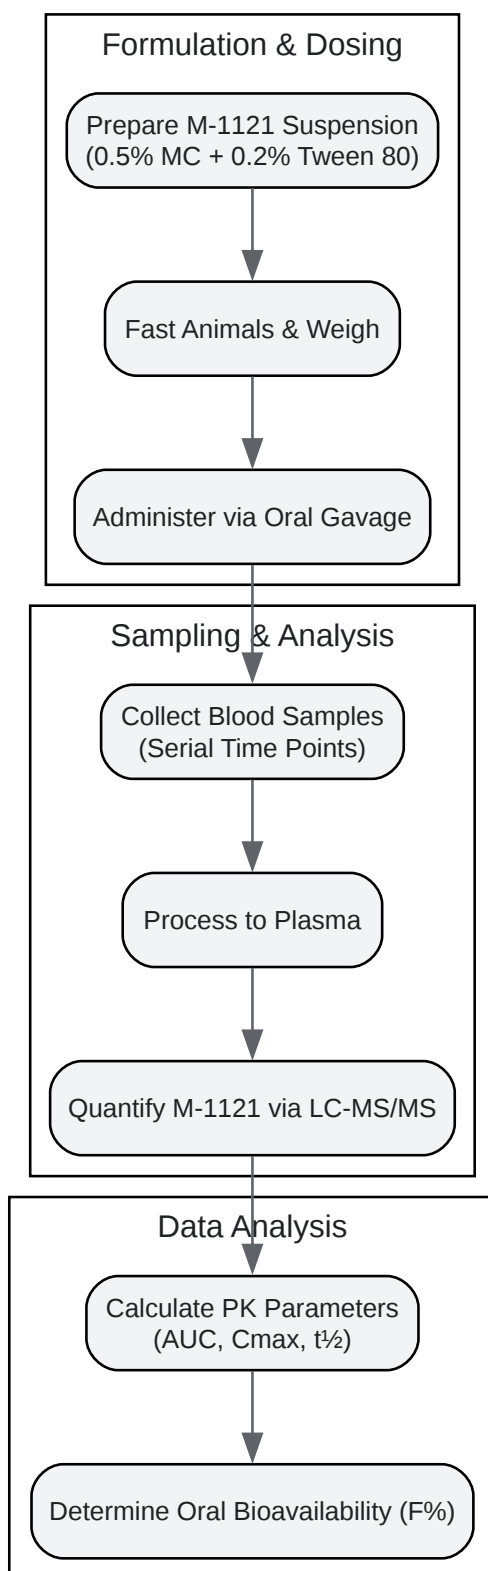 Formulation & Dosing
Prepare M-1121 Suspension
(0.5% MC + 0.2% Tween 80)
Fast Animals & Weigh
Administer via Oral Gavage
Sampling & Analysis
Collect Blood Samples
(Serial Time Points)
Process to Plasma
Quantify M-1121 via LC-MS/MS
Data Analysis
Calculate PK Parameters
(AUC, Cmax, t½)
Determine Oral Bioavailability (F%)